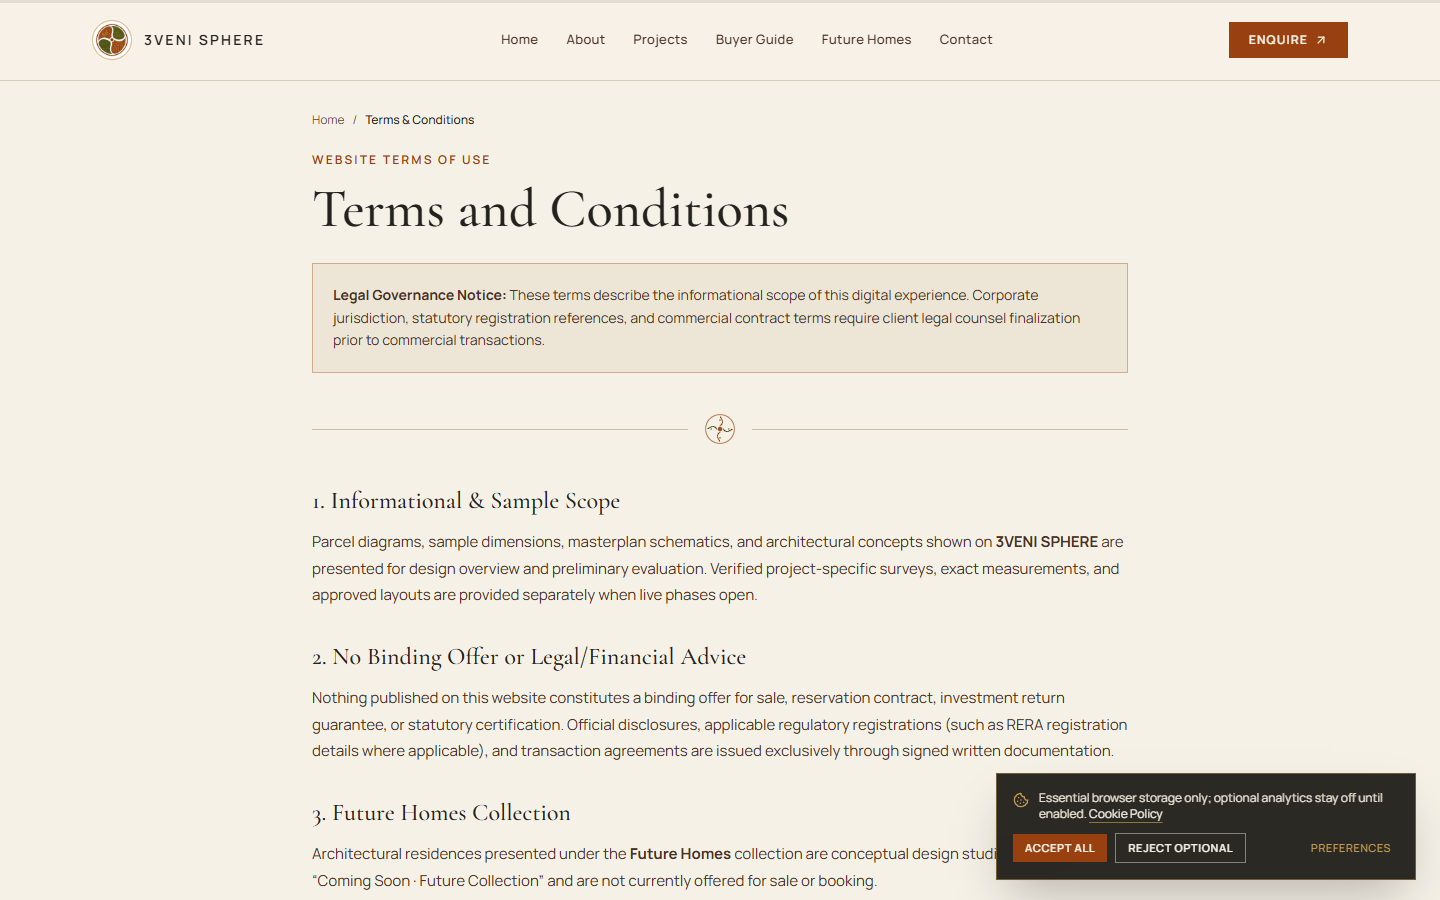 3VENI SPHERE
Home About Projects Buyer Guide Future Homes Contact
ENQUIRE
Home / Terms & Conditions
WEBSITE TERMS OF USE
Terms and Conditions
Legal Governance Notice: These terms describe the informational scope of this digital experience. Corporate
jurisdiction, statutory registration references, and commercial contract terms require client legal counsel finalization
prior to commercial transactions.
1. Informational & Sample Scope
Parcel diagrams, sample dimensions, masterplan schematics, and architectural concepts shown on 3VENI SPHERE are
presented for design overview and preliminary evaluation. Verified project-specific surveys, exact measurements, and
approved layouts are provided separately when live phases open.
2. No Binding Offer or Legal/Financial Advice
Nothing published on this website constitutes a binding offer for sale, reservation contract, investment return
guarantee, or statutory certification. Official disclosures, applicable regulatory registrations (such as RERA registration
details where applicable), and transaction agreements are issued exclusively through signed written documentation.
3. Future Homes Collection
Architectural residences presented under the Future Homes collection are conceptual design
“Coming Soon · Future Collection” and are not currently offered for sale or booking.
Essential browser storage only; optional analytics stay off until
enabled. Cookie Policy
ACCEPT ALL REJECT OPTIONAL PREFERENCES